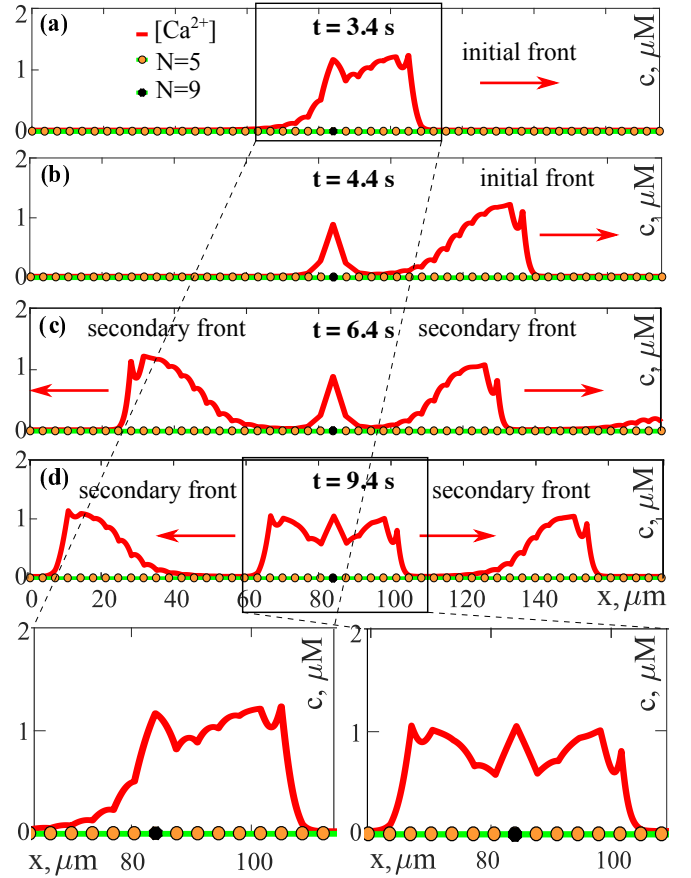 2
(a)
[Ca²⁺]
N=5
N=9
t = 3.4 s
initial front
c, μM
1
0
2
(b)
t = 4.4 s
initial front
c, μM
1
0
2
(c)
secondary front
t = 6.4 s
secondary front
c, μM
1
0
2
(d)
secondary front
t = 9.4 s
secondary front
c, μM
1
0
0 20 40 60 80 100 120 140 x, μm
2
c, μM
1
0
x, μm 80 100
2
c, μM
1
0
x, μm 80 100